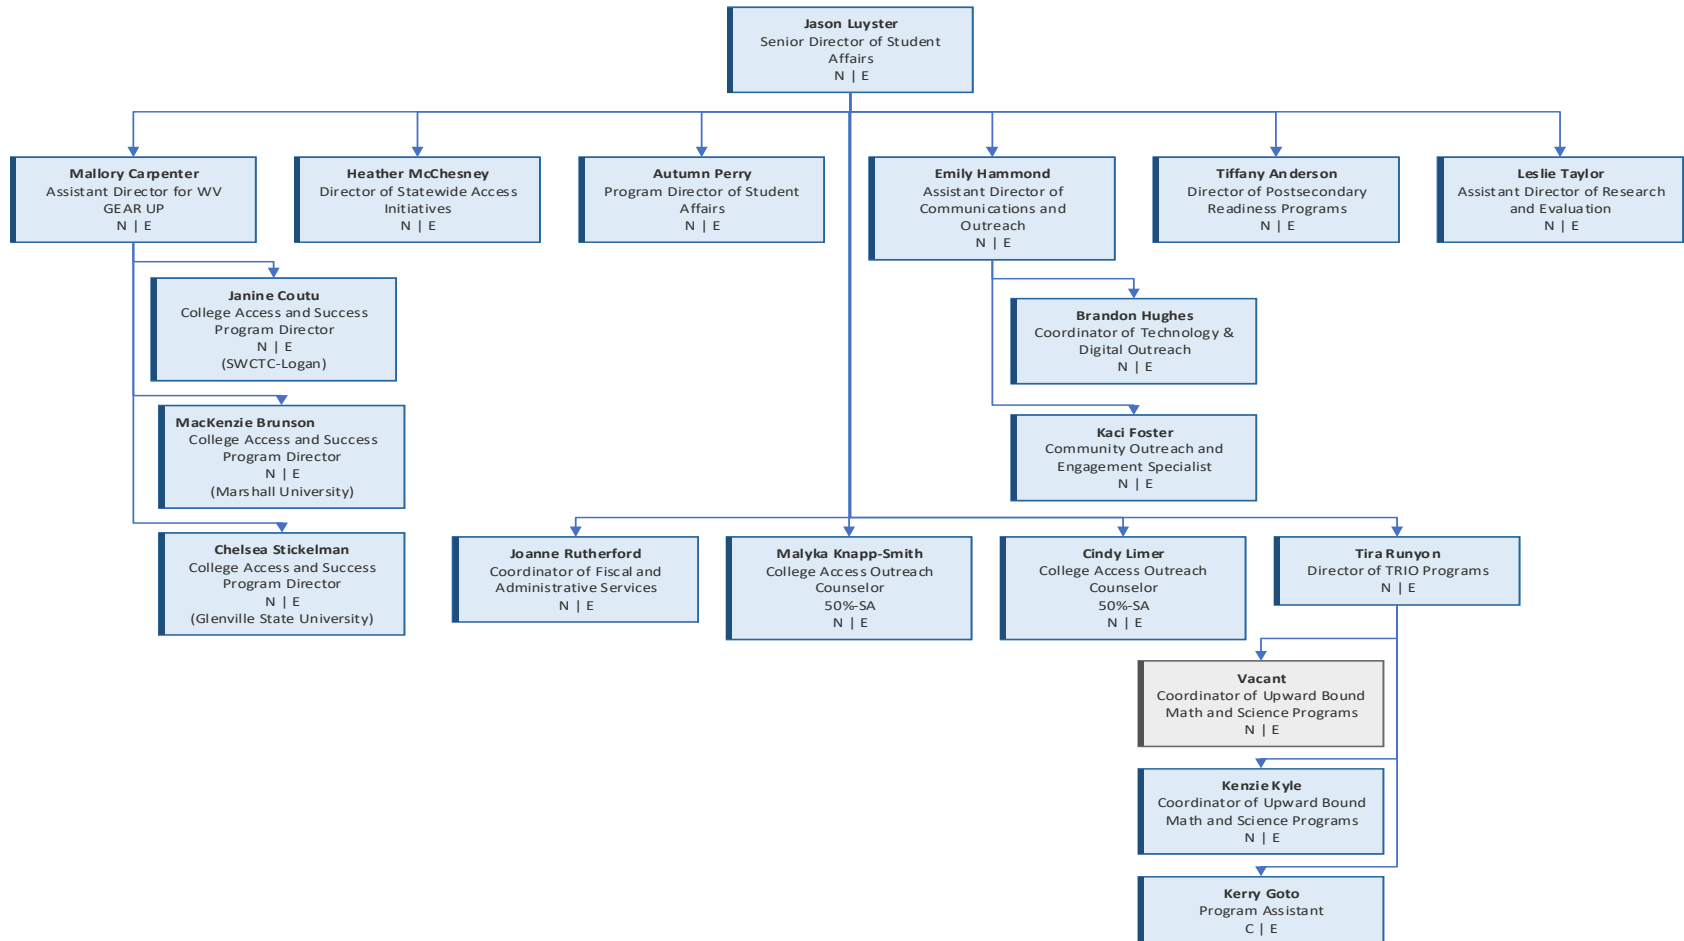 Jason Luyster
Senior Director of Student
Affairs
N | E
Mallory Carpenter
Assistant Director for WV
GEAR UP
N | E
Heather McChesney
Director of Statewide Access
Initiatives
N | E
Autumn Perry
Program Director of Student
Affairs
N | E
Emily Hammond
Assistant Director of
Communications and
Outreach
N | E
Tiffany Anderson
Director of Postsecondary
Readiness Programs
N | E
Leslie Taylor
Assistant Director of Research
and Evaluation
N | E
Janine Coutu
College Access and Success
Program Director
N | E
(SWCTC-Logan)
MacKenzie Brunson
College Access and Success
Program Director
N | E
(Marshall University)
Chelsea Stickelman
College Access and Success
Program Director
N | E
(Glenville State University)
Brandon Hughes
Coordinator of Technology &
Digital Outreach
N | E
Kaci Foster
Community Outreach and
Engagement Specialist
N | E
Joanne Rutherford
Coordinator of Fiscal and
Administrative Services
N | E
Malyka Knapp-Smith
College Access Outreach
Counselor
50%-SA
N | E
Cindy Limer
College Access Outreach
Counselor
50%-SA
N | E
Tira Runyon
Director of TRIO Programs
N | E
Vacant
Coordinator of Upward Bound
Math and Science Programs
N | E
Kenzie Kyle
Coordinator of Upward Bound
Math and Science Programs
N | E
Kerry Goto
Program Assistant
C | E